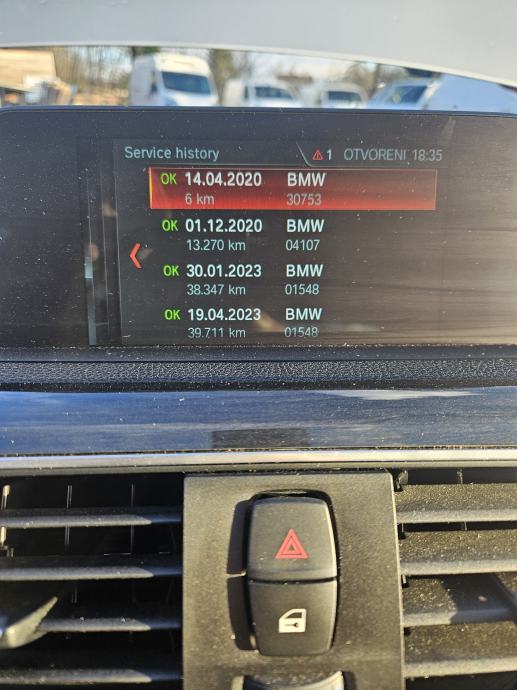 Service history 1 OTVORENI 18:35
OK 14.04.2020 BMW
6 km 30753
OK 01.12.2020 BMW
13.270 km 04107
OK 30.01.2023 BMW
38.347 km 01548
OK 19.04.2023 BMW
39.711 km 01548